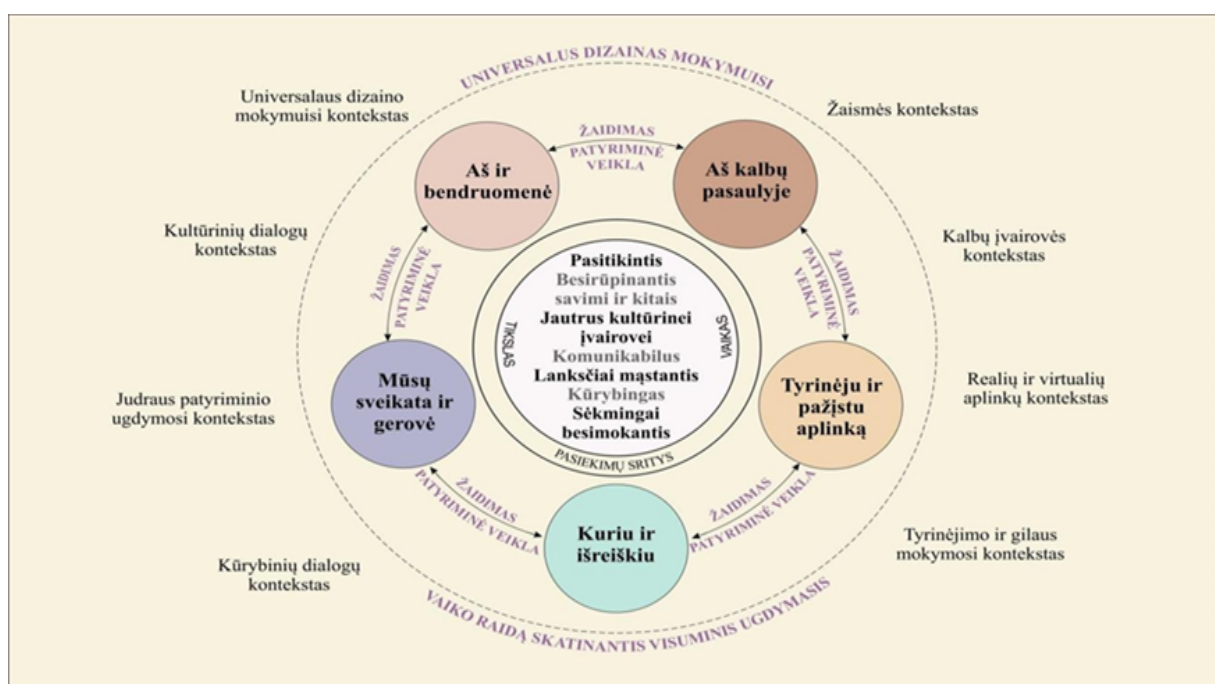 UNIVERSALUS DIZAINAS MOKYMUISI
Universalaus dizaino
mokymuisi kontekstas
Žaismės kontekstas
ŽAIDIMAS
PATYRIMINĖ
VEIKLA
Aš ir
bendruomenė
Aš kalbų
pasaulyje
Kultūrinių dialogų
kontekstas
Kalbų įvairovės
kontekstas
ŽAIDIMAS
PATYRIMINĖ
VEIKLA
ŽAIDIMAS
PATYRIMINĖ
VEIKLA
TIKSLAS
Pasitikintis
Besirūpinantis
savimi ir kitais
Jautrus kultūrinei
įvairovei
Komunikabilus
Lanksčiai mąstantis
Kūrybingas
Sėkmingai
besimokantis
VAIKAS
PASIEKIMŲ SRITYS
Mūsų
sveikata ir
gerovė
Tyrinėju ir
pažįstu
aplinką
Judraus patyriminio
ugdymosi kontekstas
Realių ir virtualių
aplinkų kontekstas
ŽAIDIMAS
PATYRIMINĖ VEIKLA
ŽAIDIMAS
PATYRIMINĖ VEIKLA
Kuriu ir
išreiškiu
Kūrybinių dialogų
kontekstas
Tyrinėjimo ir gilaus
mokymosi kontekstas
VAIKO RAIDĄ SKATINANTIS VISUMINIS UGDYMASIS